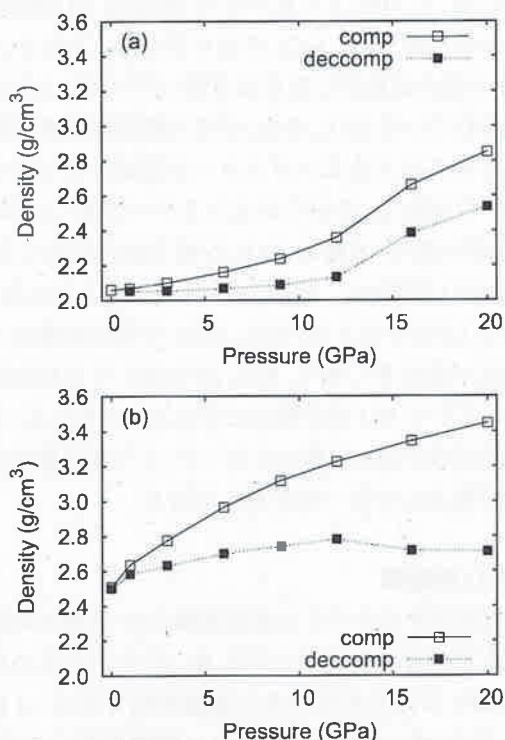 (a)
comp
deccomp
3.6
3.4
3.2
3.0
2.8
2.6
2.4
2.2
2.0
Density (g/cm³)
0
5
10
15
20
Pressure (GPa)
(b)
comp
deccomp
3.6
3.4
3.2
3.0
2.8
2.6
2.4
2.2
2.0
Density (g/cm³)
0
5
10
15
20
Pressure (GPa)